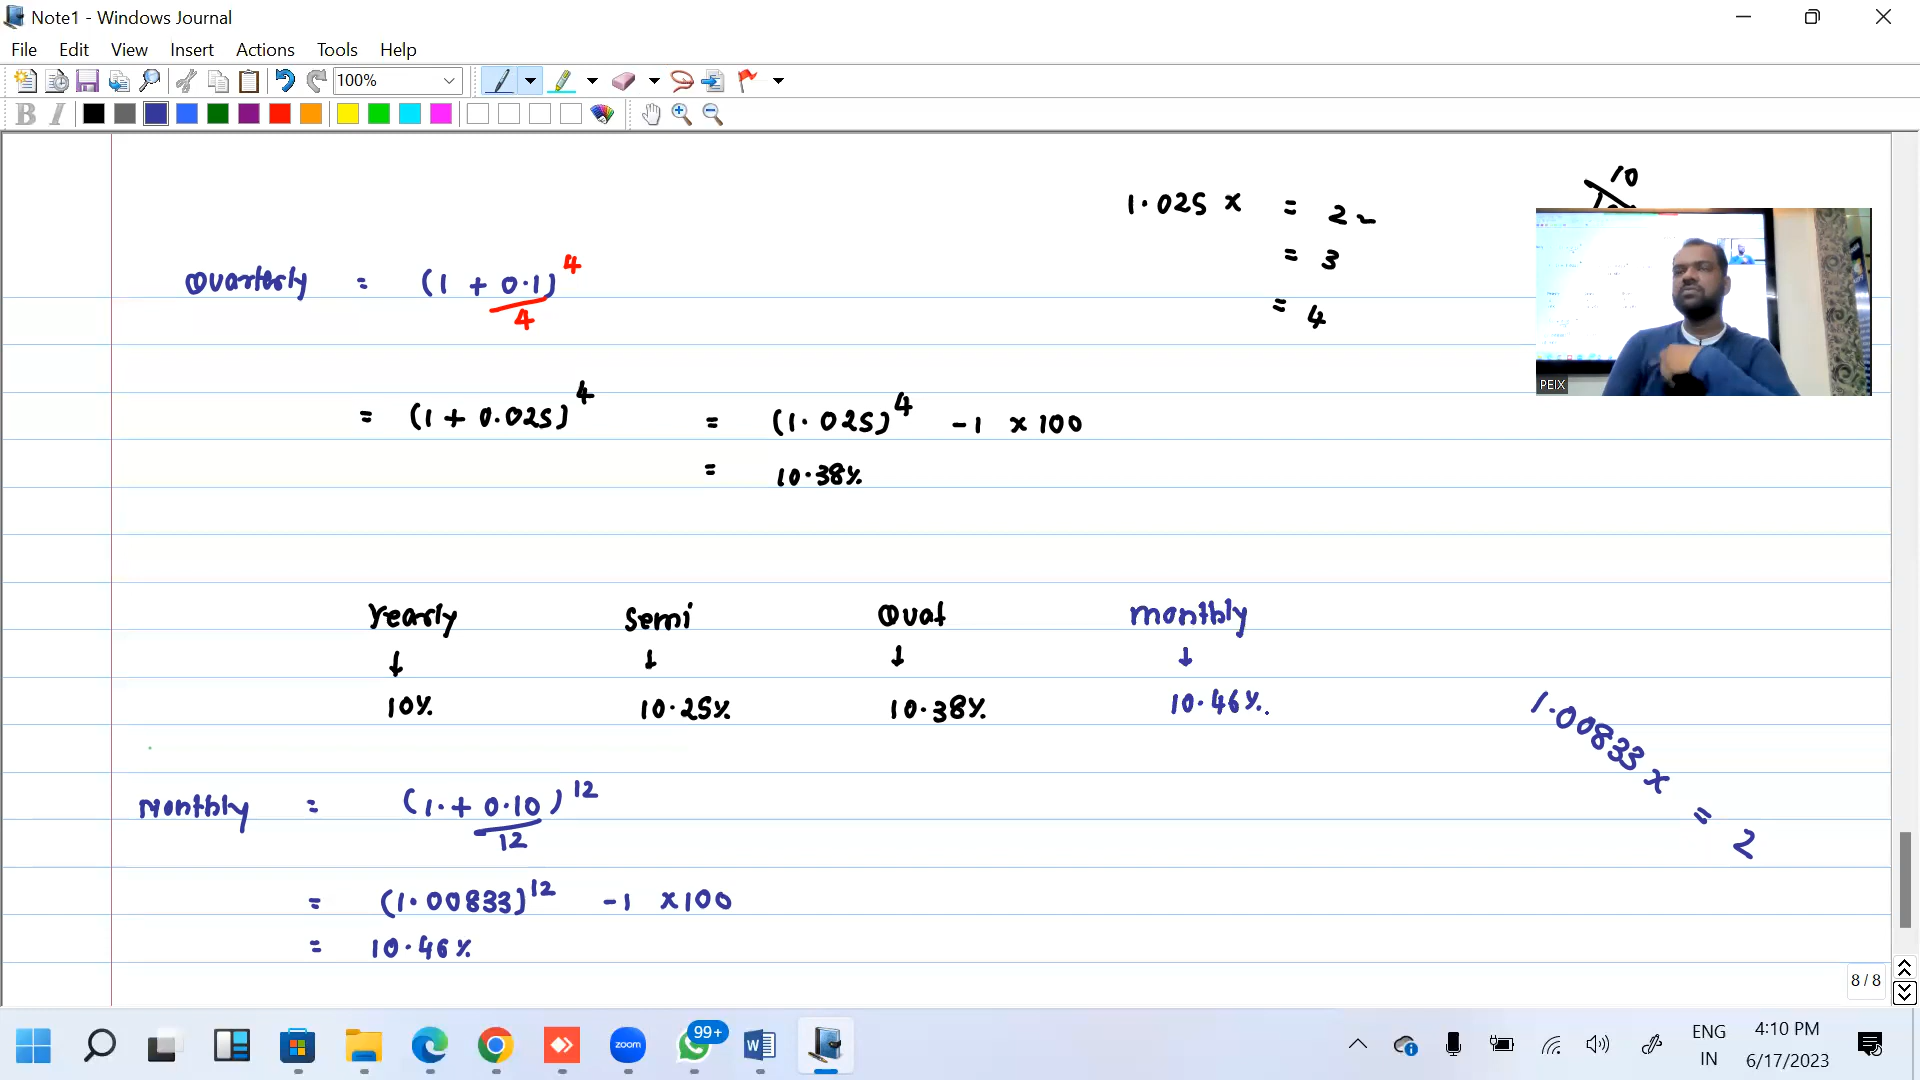 Note1 - Windows Journal
File Edit View Insert Actions Tools Help
100%
B I
10
1.025 x = 2
= 3
= 4
Quarterly = (1 + 0.1)^4
4
PEIX
= (1 + 0.025)^4 = (1.025)^4 -1 x 100
= 10.38%
Yearly Semi Quat monthly
↓ ↓ ↓ ↓
10% 10.25% 10.38% 10.46%.
1.00833 x
= 2
Monthly = (1.+ 0.10)^12
12
= (1.00833)^12 -1 x100
= 10.46%
8 / 8
99+
zoom
W
ENG
IN
4:10 PM
6/17/2023